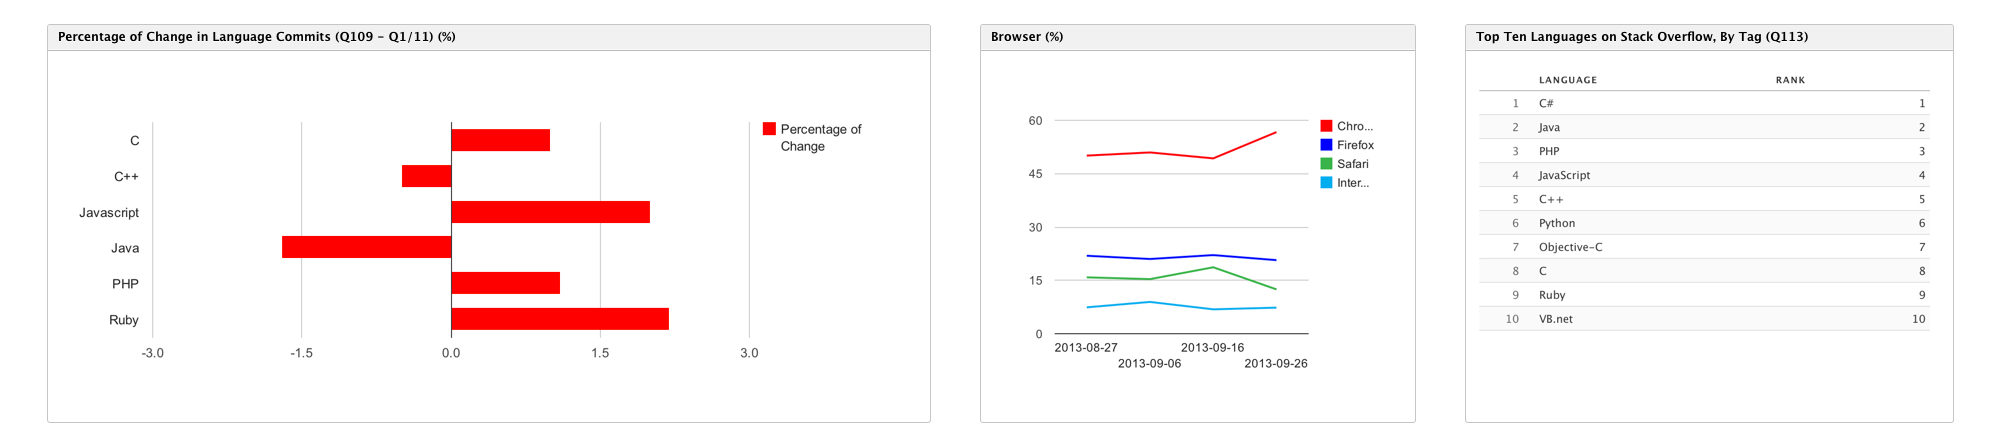 Percentage of Change in Language Commits (Q109 - Q1/11) (%)
C
C++
Javascript
Java
PHP
Ruby
-3.0 -1.5 0.0 1.5 3.0
Percentage of
Change
Browser (%)
60
45
30
15
0
2013-08-27 2013-09-16
2013-09-06 2013-09-26
Chro...
Firefox
Safari
Inter...
Top Ten Languages on Stack Overflow, By Tag (Q113)
LANGUAGE RANK
1 C# 1
2 Java 2
3 PHP 3
4 JavaScript 4
5 C++ 5
6 Python 6
7 Objective-C 7
8 C 8
9 Ruby 9
10 VB.net 10